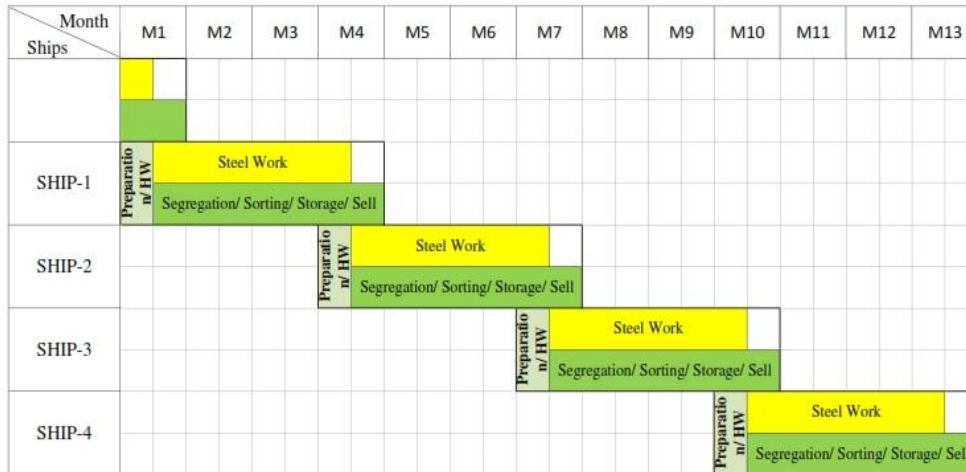 Month
Ships
M1 M2 M3 M4 M5 M6 M7 M8 M9 M10 M11 M12 M13
SHIP-1
Preparatio
n/ HW
Steel Work
Segregation/ Sorting/ Storage/ Sell
SHIP-2
Preparatio
n/ HW
Steel Work
Segregation/ Sorting/ Storage/ Sell
SHIP-3
Preparatio
n/ HW
Steel Work
Segregation/ Sorting/ Storage/ Sell
SHIP-4
Preparatio
n/ HW
Steel Work
Segregation/ Sorting/ Storage/ Sell